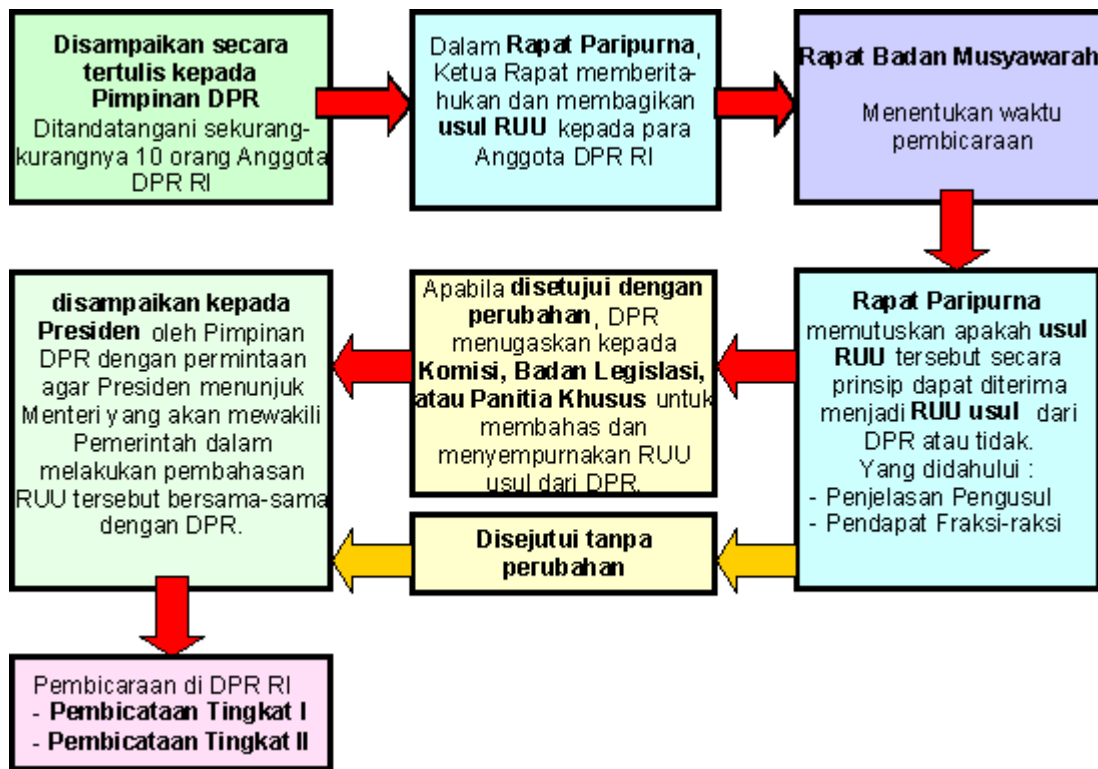 Disampaikan secara
tertulis kepada
Pimpinan DPR
Ditandatangani sekurang-
kurangnya 10 orang Anggota
DPR RI
Dalam Rapat Paripurna,
Ketua Rapat memberita-
hukan dan membagikan
usul RUU kepada para
Anggota DPR RI
Rapat Badan Musyawarah
Menentukan waktu
pembicaraan
Rapat Paripurna
memutuskan apakah usul
RUU tersebut secara
prinsip dapat diterima
menjadi RUU usul dari
DPR atau tidak.
Yang didahului :
- Penjelasan Pengusul
- Pendapat Fraksi-raksi
Apabila disetujui dengan
perubahan, DPR
menugaskan kepada
Komisi, Badan Legislasi,
atau Panitia Khusus untuk
membahas dan
menyempurnakan RUU
usul dari DPR.
Disejutui tanpa
perubahan
disampaikan kepada
Presiden oleh Pimpinan
DPR dengan permintaan
agar Presiden menunjuk
Menteri yang akan mewakili
Pemerintah dalam
melakukan pembahasan
RUU tersebut bersama-sama
dengan DPR.
Pembicaraan di DPR RI
- Pembicataan Tingkat I
- Pembicataan Tingkat II